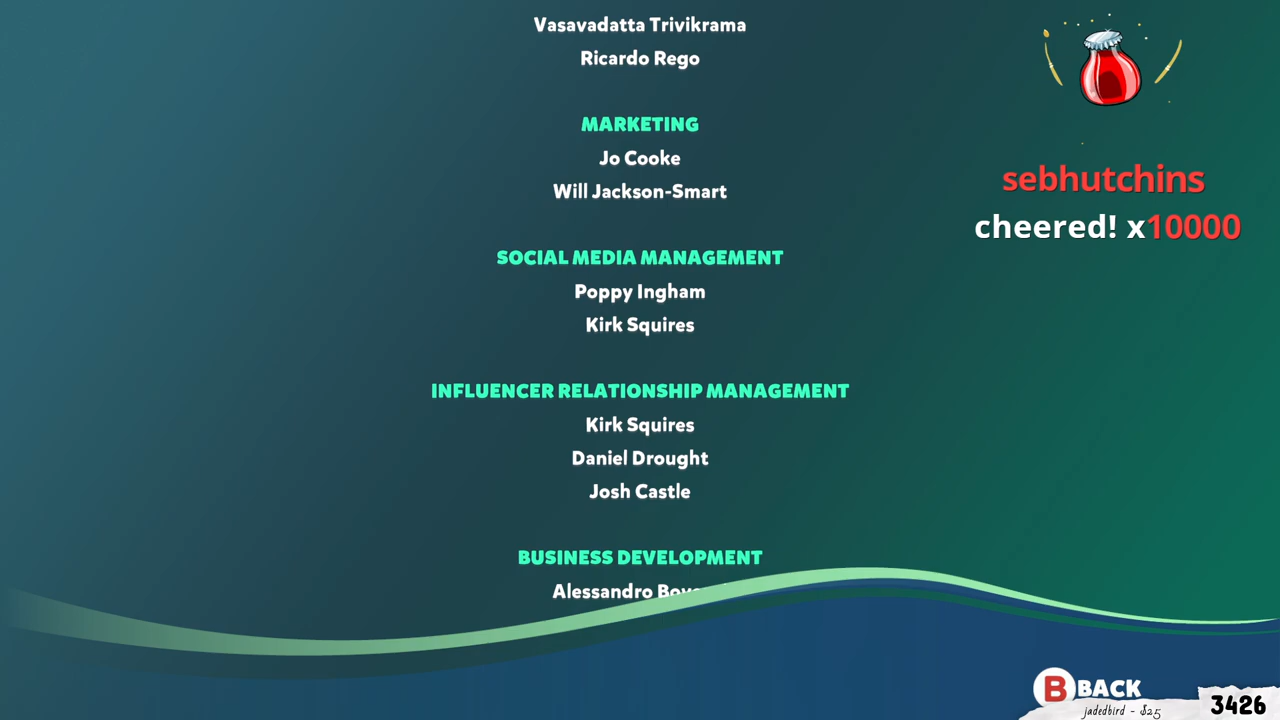 Vasavadatta Trivikrama
Ricardo Rego
MARKETING
Jo Cooke
Will Jackson-Smart
SOCIAL MEDIA MANAGEMENT
Poppy Ingham
Kirk Squires
INFLUENCER RELATIONSHIP MANAGEMENT
Kirk Squires
Daniel Drought
Josh Castle
BUSINESS DEVELOPMENT
Alessandro
sebhutchins
cheered! x10000
B BACK
jadedbird - $25
3426